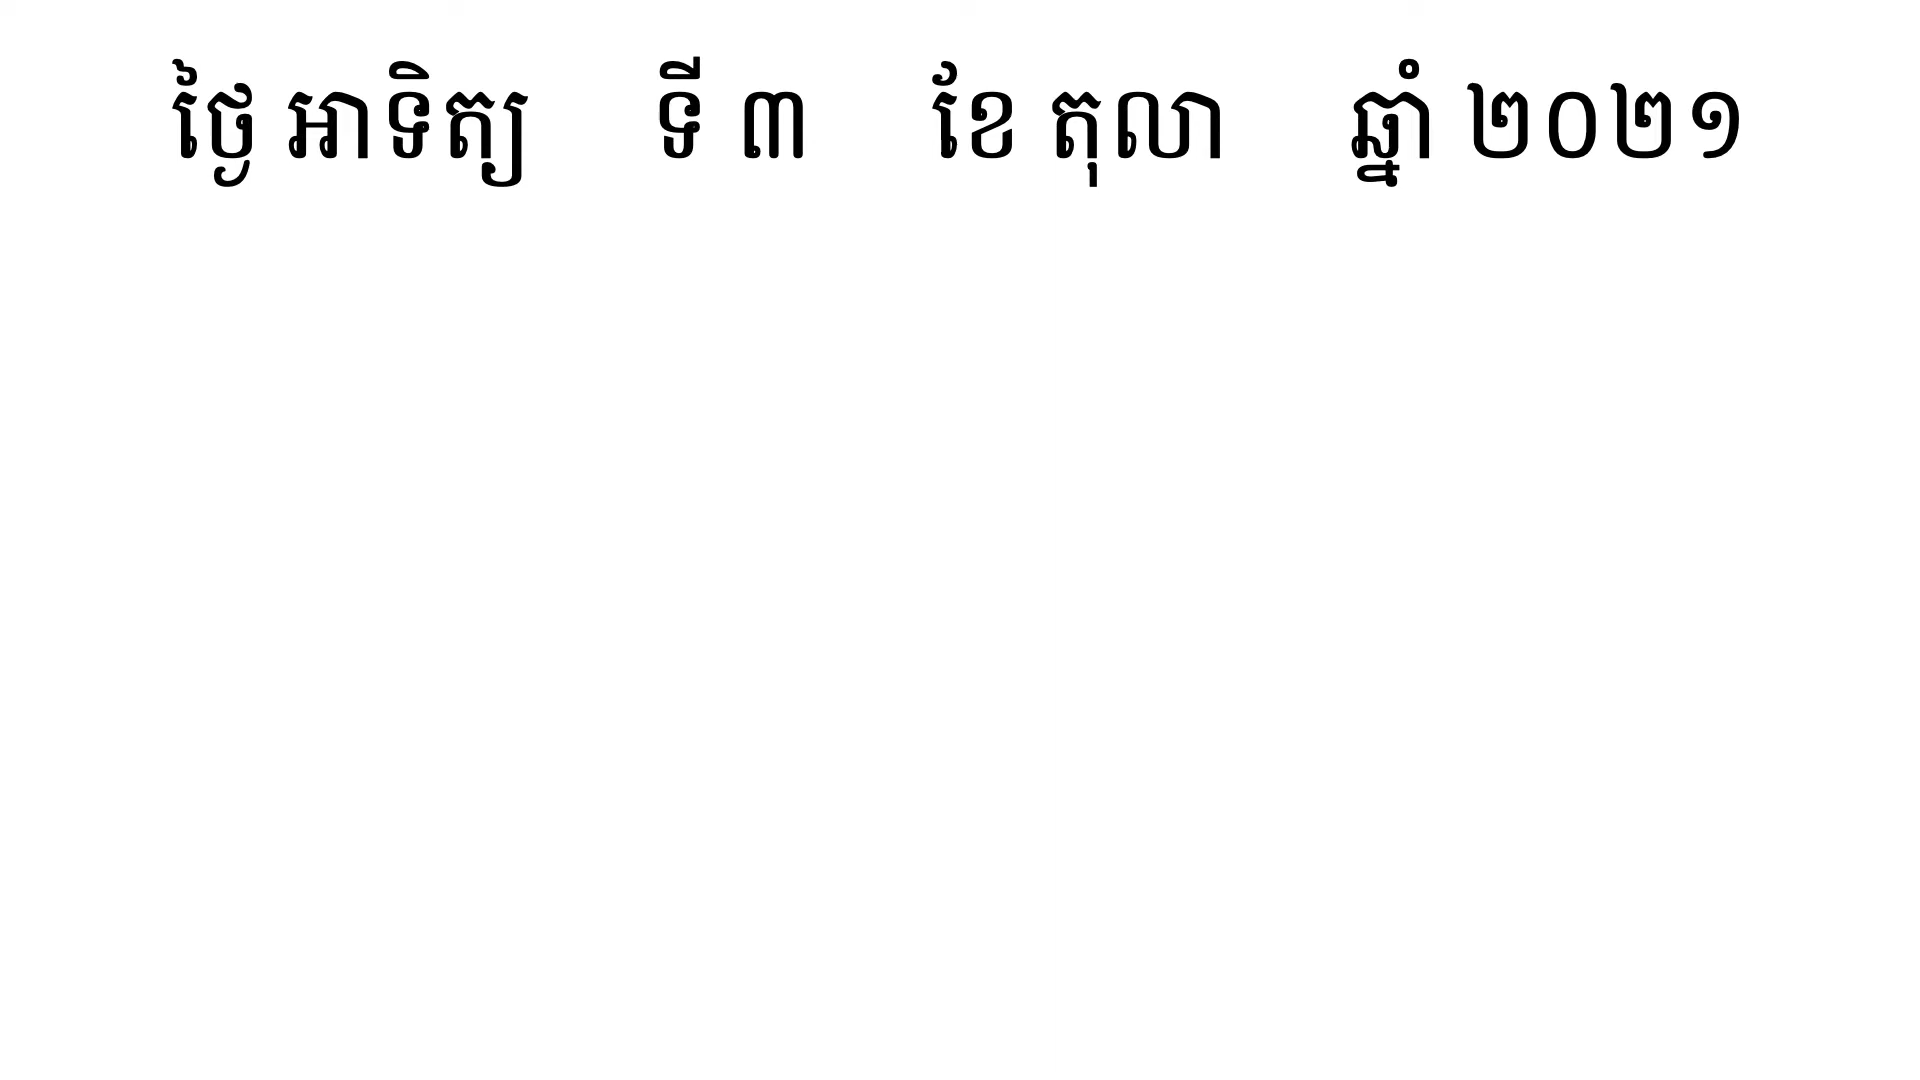 ថ្ងៃ អាទិត្យ ទី ៣ ខែ តុលា ឆ្នាំ ២០២១